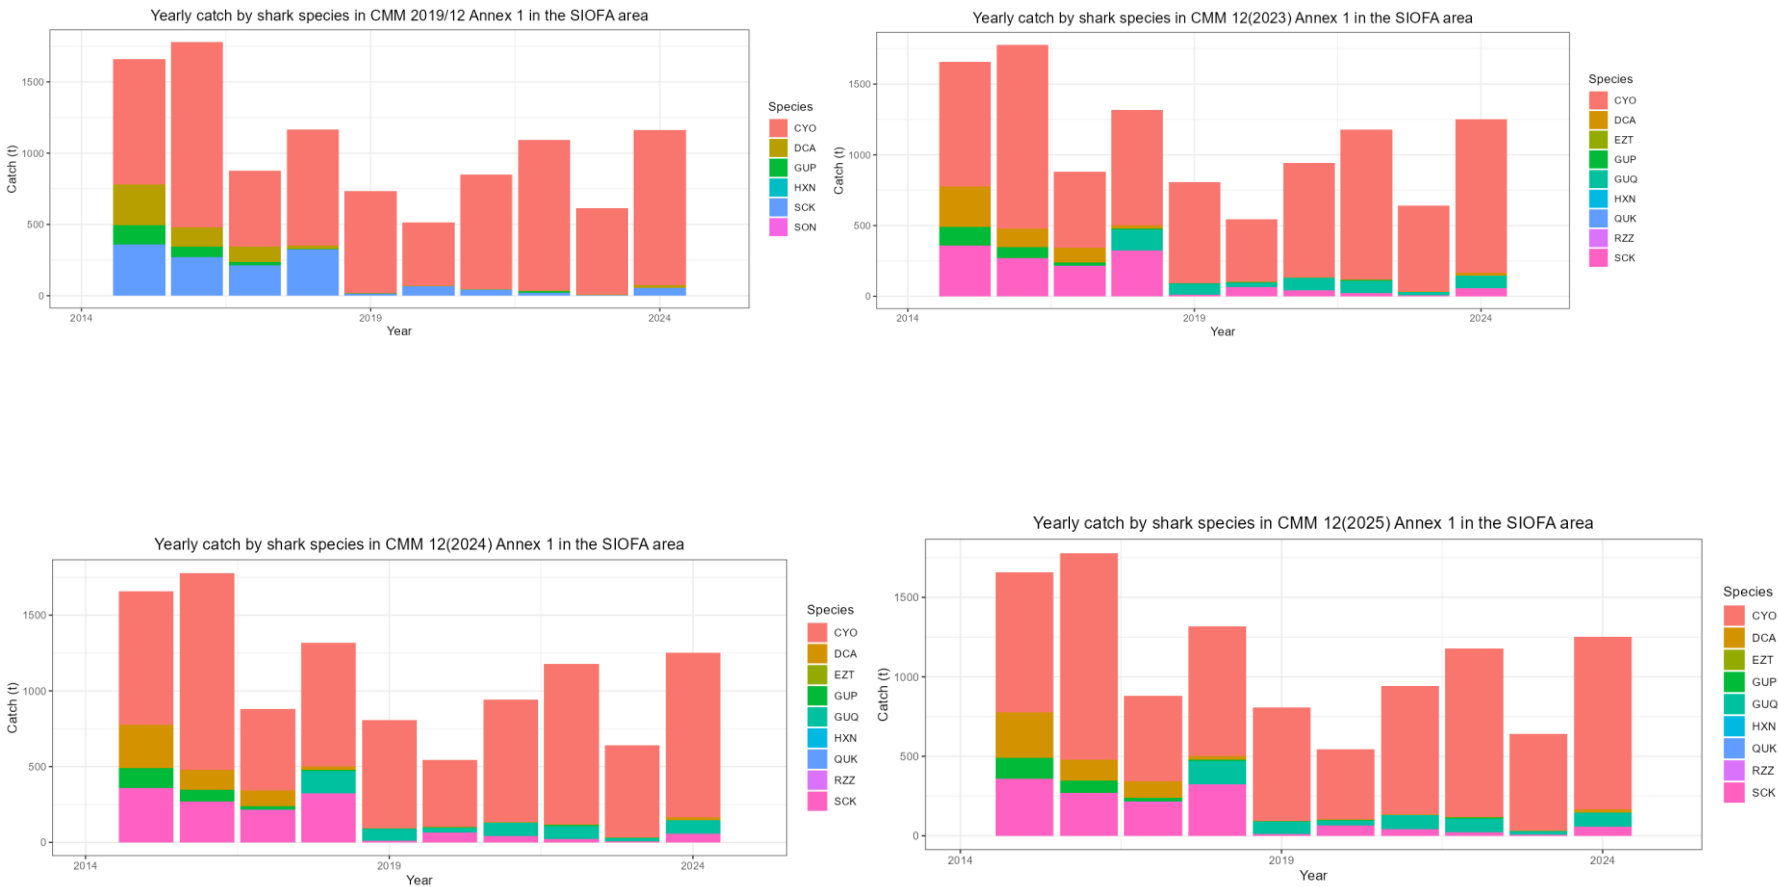 Yearly catch by shark species in CMM 2019/12 Annex 1 in the SIOFA area
Catch (t)
1500
1000
500
0
2014
2019
2024
Year
Species
CYO
DCA
GUP
HXN
SCK
SON
Yearly catch by shark species in CMM 12(2023) Annex 1 in the SIOFA area
Catch (t)
1500
1000
500
0
2014
2019
2024
Year
Species
CYO
DCA
EZT
GUP
GUQ
HXN
QUK
RZZ
SCK
Yearly catch by shark species in CMM 12(2024) Annex 1 in the SIOFA area
Catch (t)
1500
1000
500
0
2014
2019
2024
Year
Species
CYO
DCA
EZT
GUP
GUQ
HXN
QUK
RZZ
SCK
Yearly catch by shark species in CMM 12(2025) Annex 1 in the SIOFA area
Catch (t)
1500
1000
500
0
2014
2019
2024
Year
Species
CYO
DCA
EZT
GUP
GUQ
HXN
QUK
RZZ
SCK